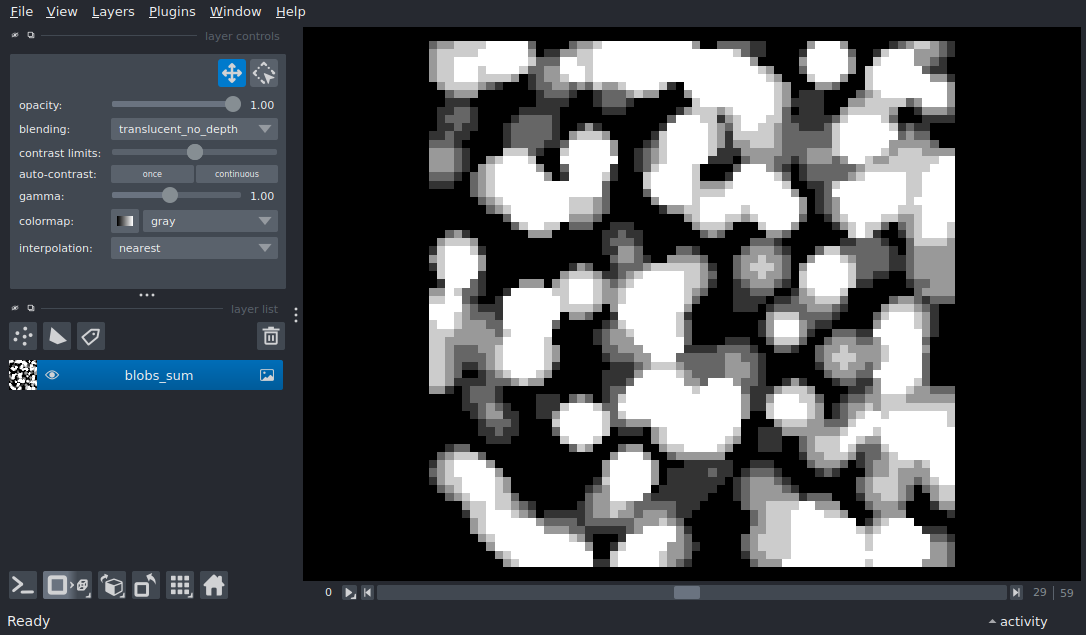 File View Layers Plugins Window Help
layer controls
opacity: 1.00
blending: translucent_no_depth
contrast limits:
auto-contrast: once continuous
gamma: 1.00
colormap: gray
interpolation: nearest
layer list
blobs_sum
0 29 59
Ready activity